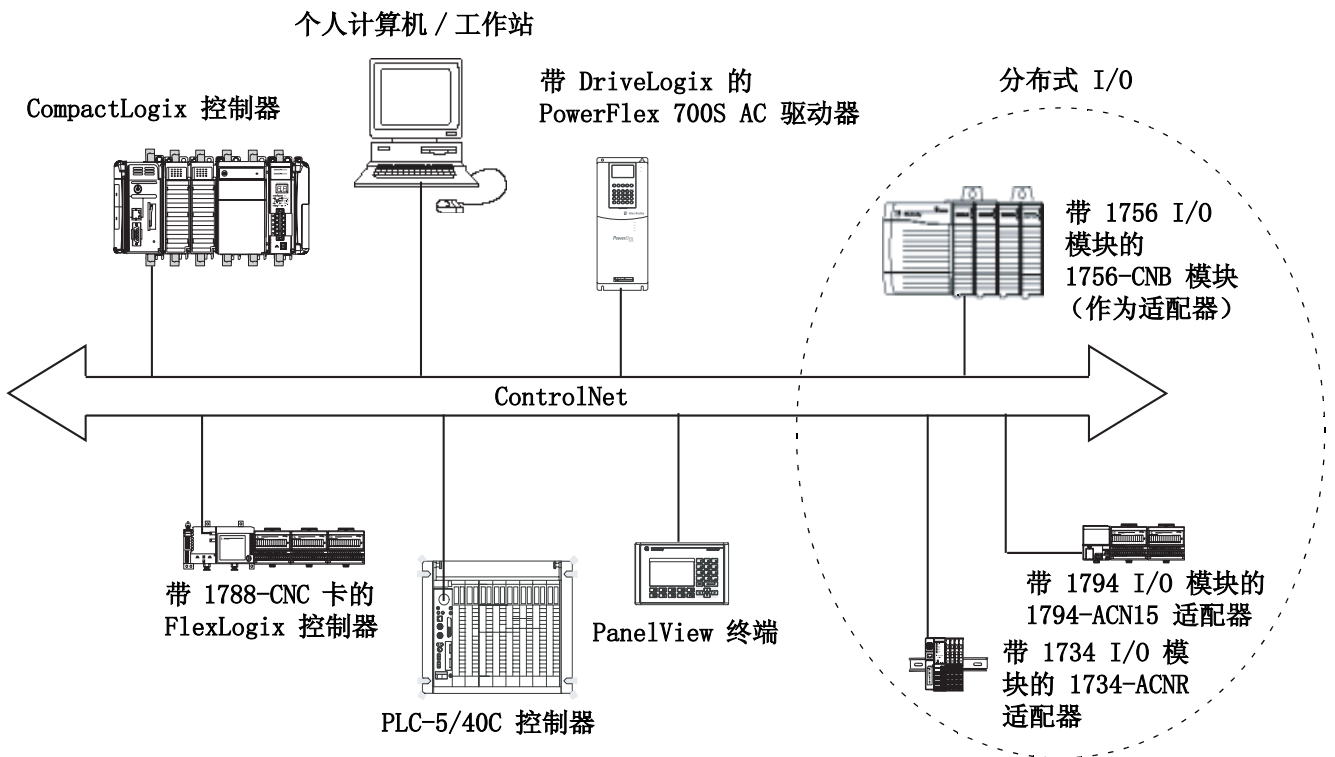 个人计算机 / 工作站
CompactLogix 控制器
带 DriveLogix 的
PowerFlex 700S AC 驱动器
分布式 I/O
带 1756 I/O
模块的
1756-CNB 模块
（作为适配器）
ControlNet
带 1788-CNC 卡的
FlexLogix 控制器
PLC-5/40C 控制器
PanelView 终端
带 1794 I/O 模块的
1794-ACN15 适配器
带 1734 I/O 模
块的 1734-ACNR
适配器